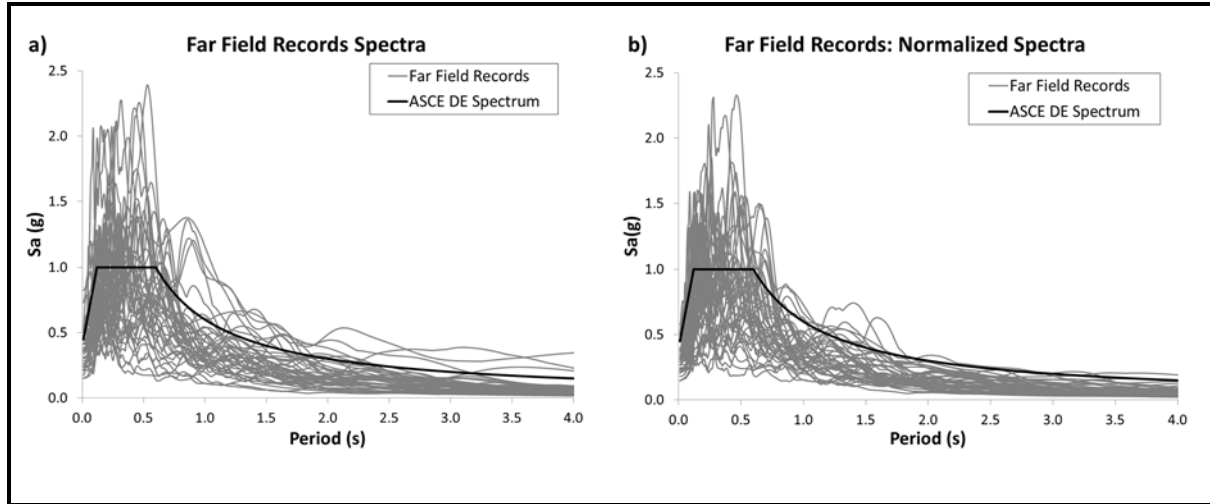 a) Far Field Records Spectra
2.5
2.0
1.5
1.0
0.5
0.0
Sa (g)
Far Field Records
ASCE DE Spectrum
0.0 0.5 1.0 1.5 2.0 2.5 3.0 3.5 4.0
Period (s)
b) Far Field Records: Normalized Spectra
2.5
2.0
1.5
1.0
0.5
0.0
Sa(g)
Far Field Records
ASCE DE Spectrum
0.0 0.5 1.0 1.5 2.0 2.5 3.0 3.5 4.0
Period (s)